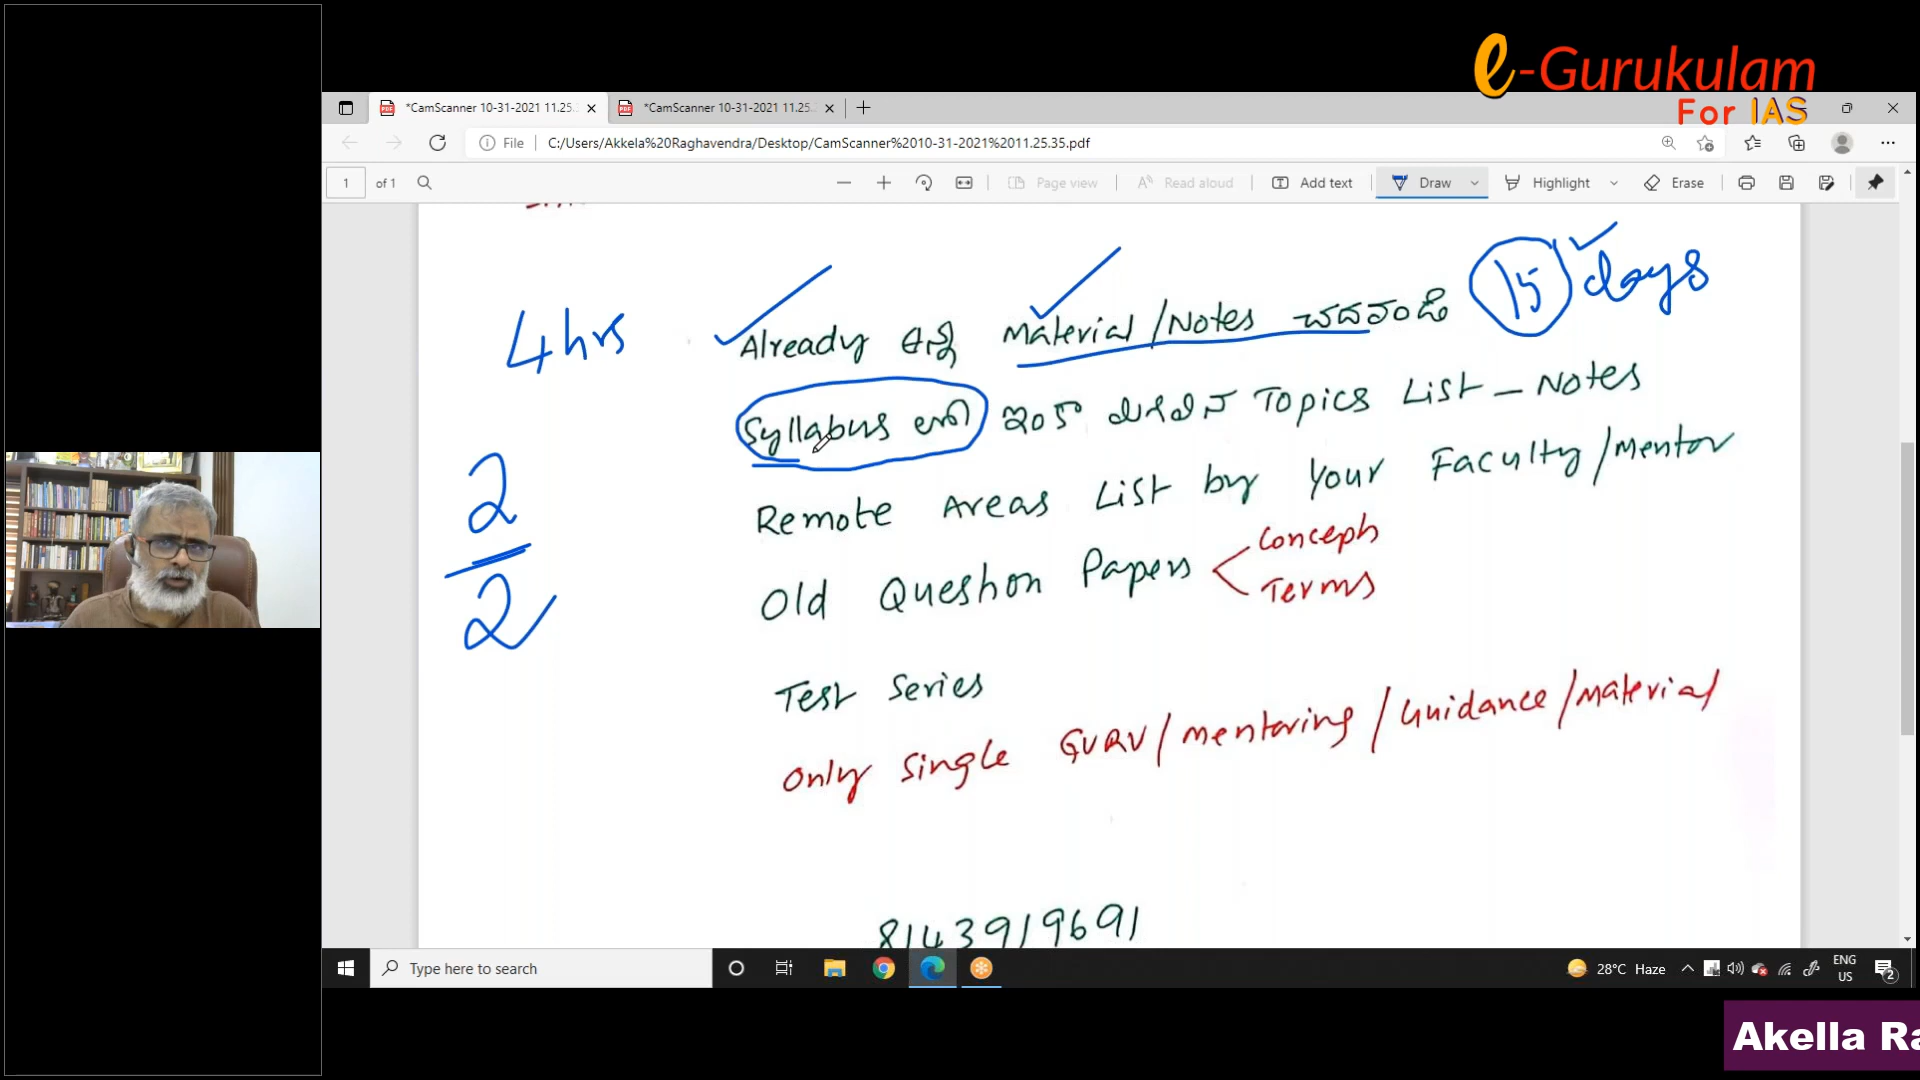 e-Gurukulam
For IAS
*CamScanner 10-31-2021 11.25.
*CamScanner 10-31-2021 11.25.
File
C:/Users/Akkela%20Raghavendra/Desktop/CamScanner%2010-31-2021%2011.25.35.pdf
1 of 1
Page view
Read aloud
Add text
Draw
Highlight
Erase
4 hrs
Already ఉన్న Material/Notes చదవండి 15 days
Syllabus లోని ఇంకా మిగిలిన Topics List - Notes
Remote Areas List by Your Faculty/Mentor
2
2
Old Question Papers
Concepts
Terms
Test Series
Only Single GURU/Mentoring/Guidance/Material
8143919691
Type here to search
28°C Haze
ENG
US
2
Akella Ra